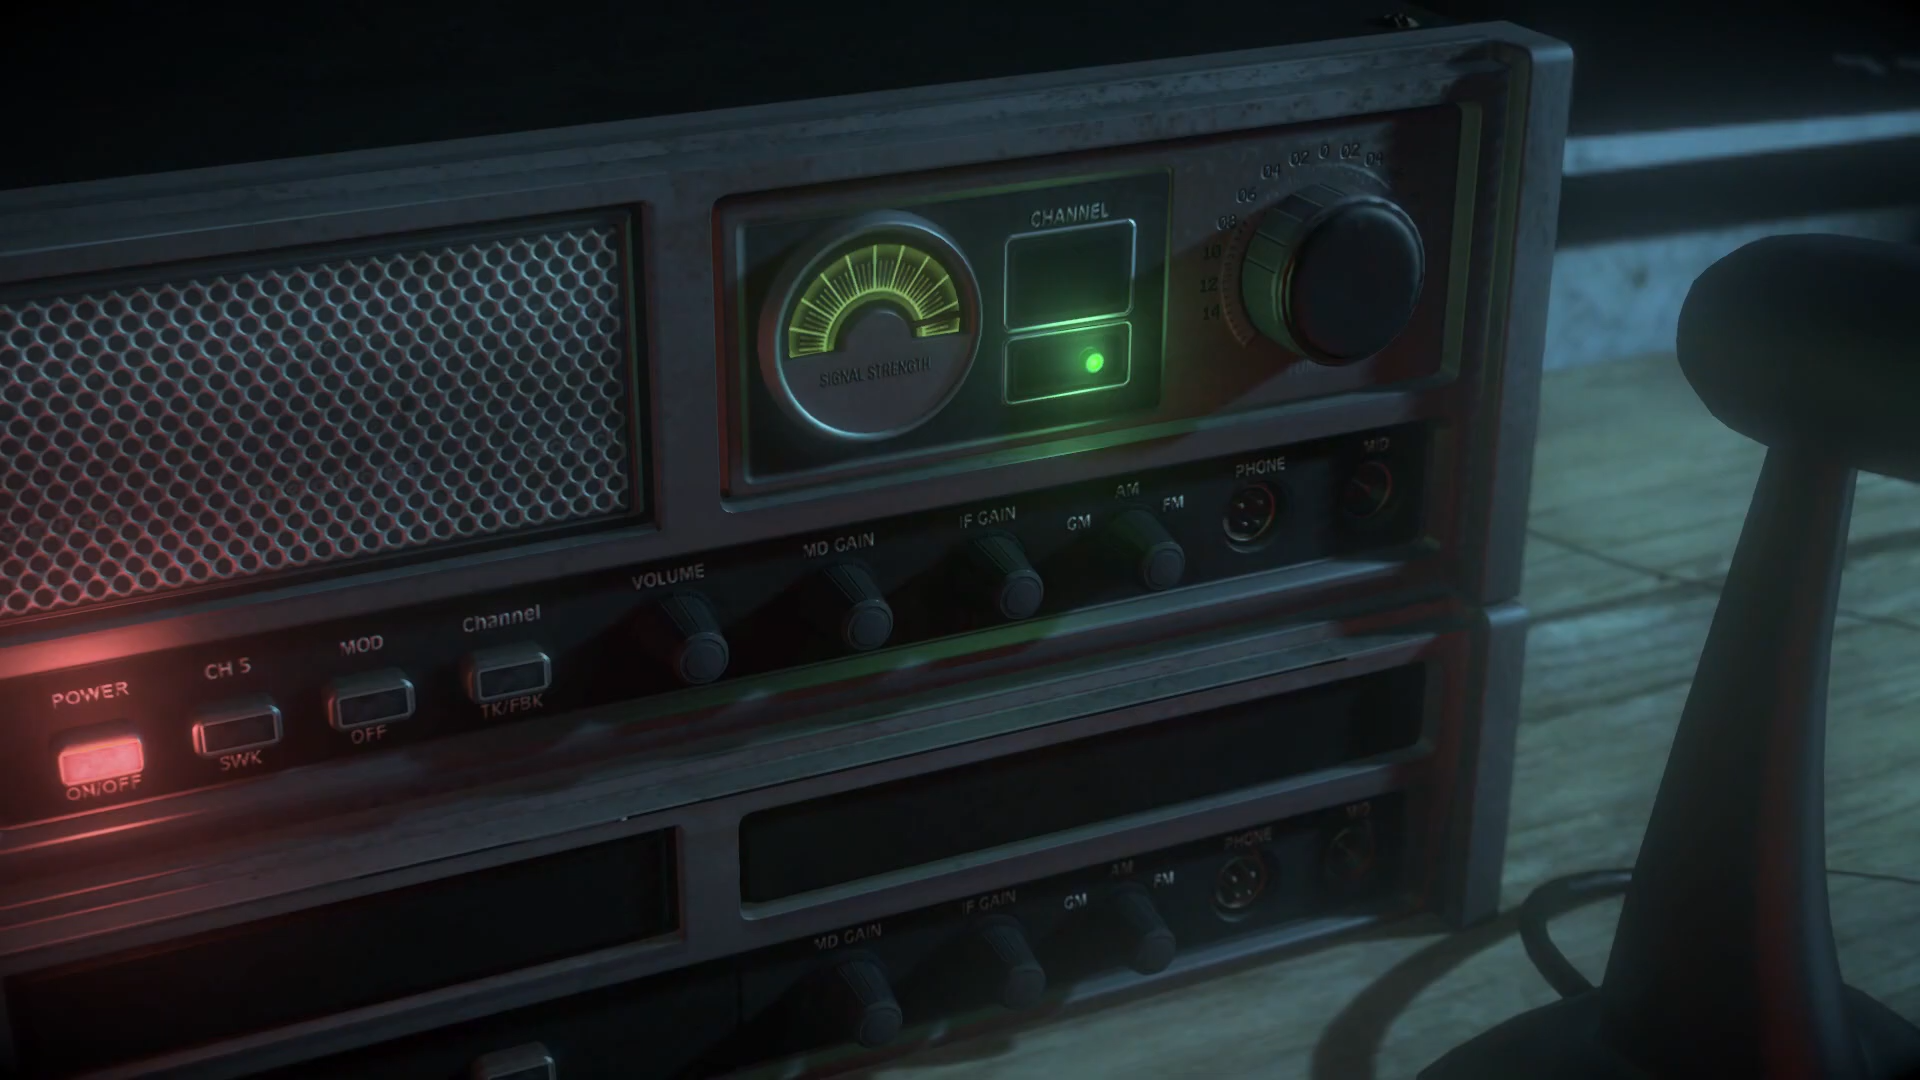 CHANNEL
04 02 0 02 04
06
08
10
12
14
SIGNAL STRENGTH
POWER
ON/OFF
CH 5
SWK
MOD
OFF
Channel
TK/FBK
VOLUME
MD GAIN
IF GAIN
GM AM FM
PHONE
MID
MD GAIN
IF GAIN
GM AM FM
PHONE
MID